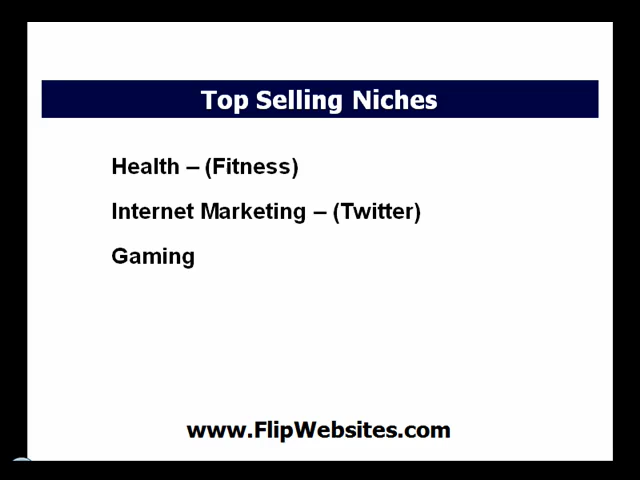 Top Selling Niches
Health – (Fitness)
Internet Marketing – (Twitter)
Gaming
www.FlipWebsites.com